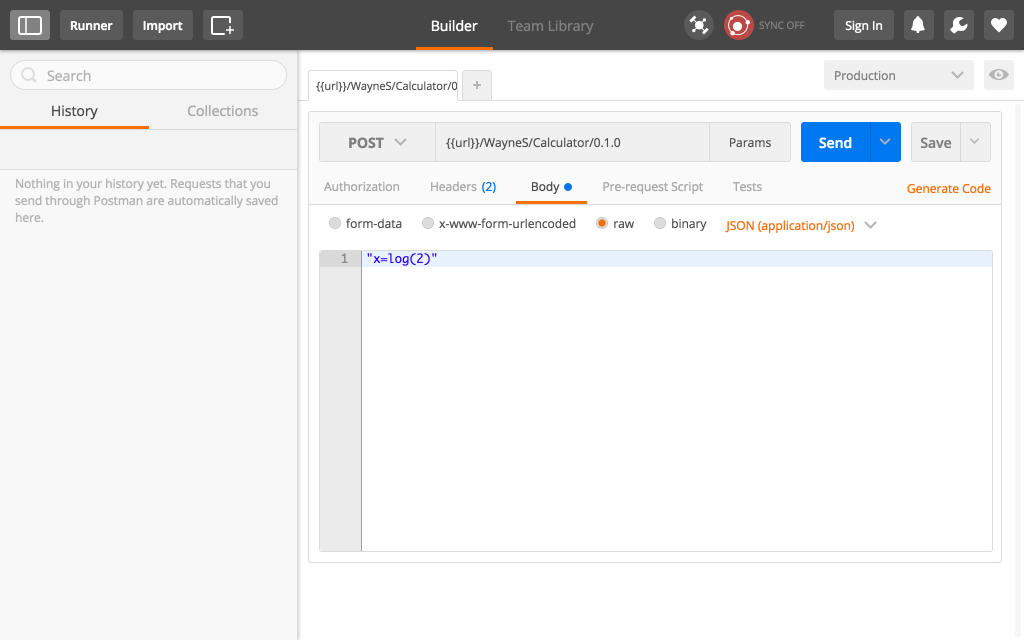 Runner Import Builder Team Library SYNC OFF Sign In
Search
History Collections
Nothing in your history yet. Requests that you
send through Postman are automatically saved
here.
{{url}}/WayneS/Calculator/0 + Production
POST {{url}}/WayneS/Calculator/0.1.0 Params Send Save
Authorization Headers (2) Body Pre-request Script Tests Generate Code
form-data x-www-form-urlencoded raw binary JSON (application/json)
1 "x=log(2)"